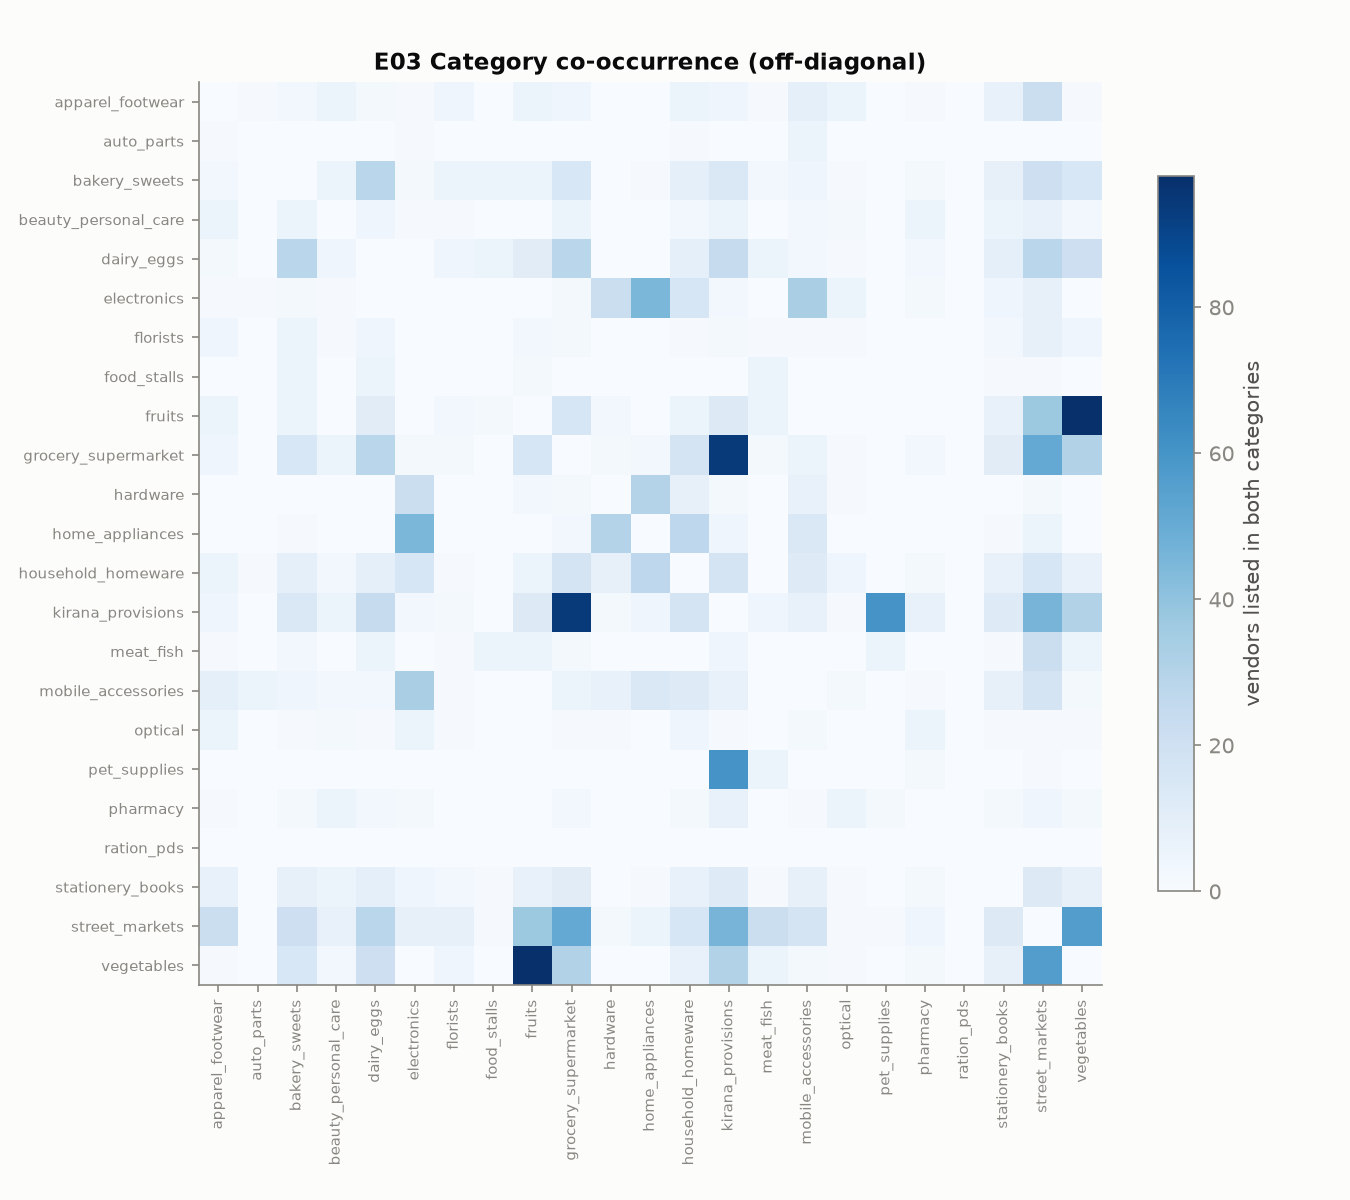 E03 Category co-occurrence (off-diagonal)
apparel_footwear
auto_parts
bakery_sweets
beauty_personal_care
dairy_eggs
electronics
florists
food_stalls
fruits
grocery_supermarket
hardware
home_appliances
household_homeware
kirana_provisions
meat_fish
mobile_accessories
optical
pet_supplies
pharmacy
ration_pds
stationery_books
street_markets
vegetables
apparel_footwear
auto_parts
bakery_sweets
beauty_personal_care
dairy_eggs
electronics
florists
food_stalls
fruits
grocery_supermarket
hardware
home_appliances
household_homeware
kirana_provisions
meat_fish
mobile_accessories
optical
pet_supplies
pharmacy
ration_pds
stationery_books
street_markets
vegetables
80
60
40
20
0
vendors listed in both categories